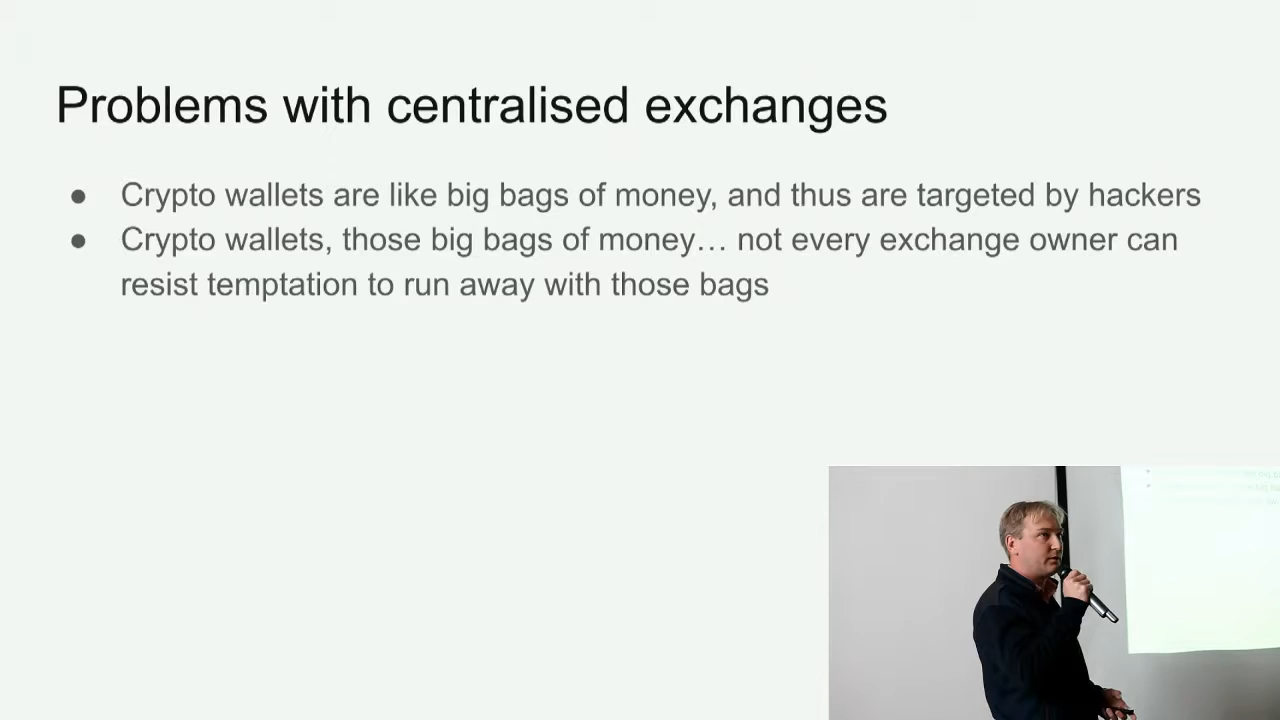 Problems with centralised exchanges
● Crypto wallets are like big bags of money, and thus are targeted by hackers
● Crypto wallets, those big bags of money… not every exchange owner can
resist temptation to run away with those bags